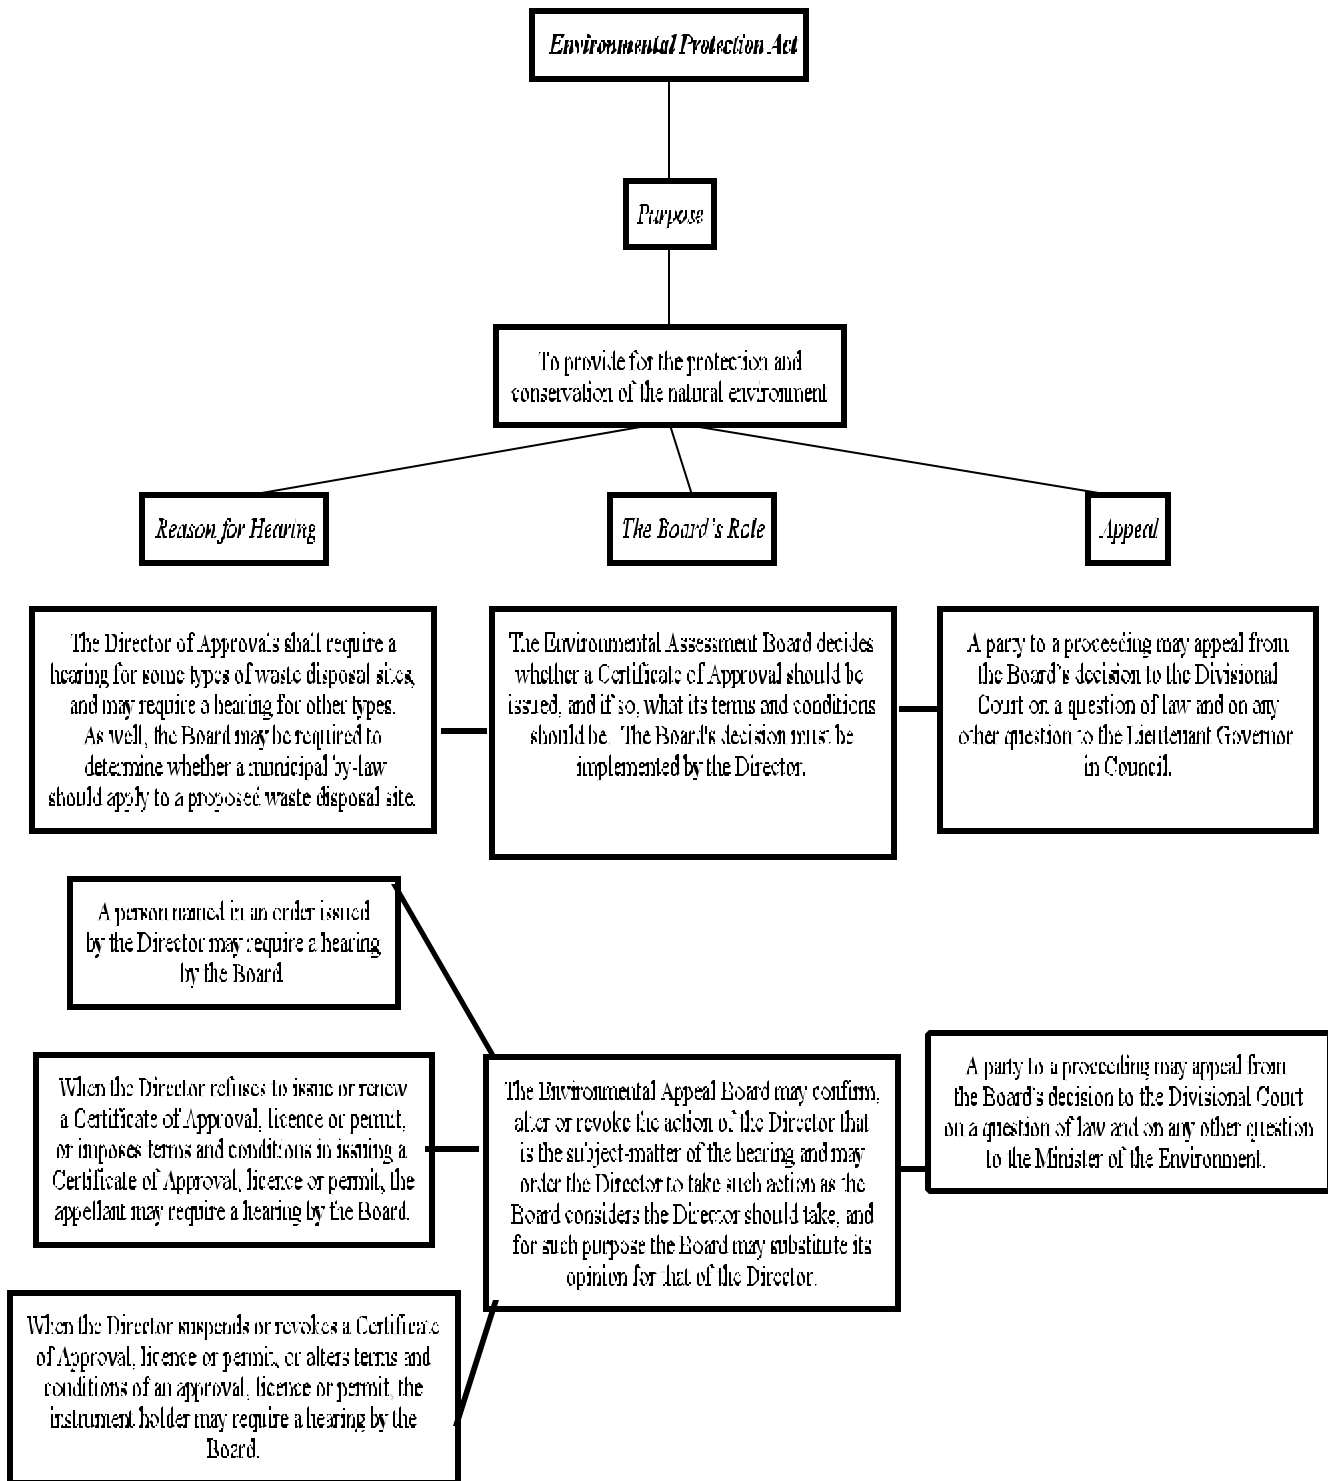 Environmental Protection Act
Purpose
To provide for the protection and
conservation of the natural environment
Reason for Hearing
The Board's Role
Appeal
The Director of Approvals shall require a
hearing for some types of waste disposal sites,
and may require a hearing for other types.
As well, the Board may be required to
determine whether a municipal by-law
should apply to a proposed waste disposal site.
The Environmental Assessment Board decides
whether a Certificate of Approval should be
issued, and if so, what its terms and conditions
should be. The Board's decision must be
implemented by the Director.
A party to a proceeding may appeal from
the Board's decision to the Divisional
Court on a question of law and on any
other question to the Lieutenant Governor
in Council.
A person named in an order issued
by the Director may require a hearing
by the Board.
When the Director refuses to issue or renew
a Certificate of Approval, licence or permit,
or imposes terms and conditions in issuing a
Certificate of Approval, licence or permit, the
appellant may require a hearing by the Board.
When the Director suspends or revokes a Certificate
of Approval, licence or permit, or alters terms and
conditions of an approval, licence or permit, the
instrument holder may require a hearing by the
Board.
The Environmental Appeal Board may confirm,
alter or revoke the action of the Director that
is the subject-matter of the hearing and may
order the Director to take such action as the
Board considers the Director should take, and
for such purpose the Board may substitute its
opinion for that of the Director.
A party to a proceeding may appeal from
the Board's decision to the Divisional Court
on a question of law and on any other question
to the Minister of the Environment.